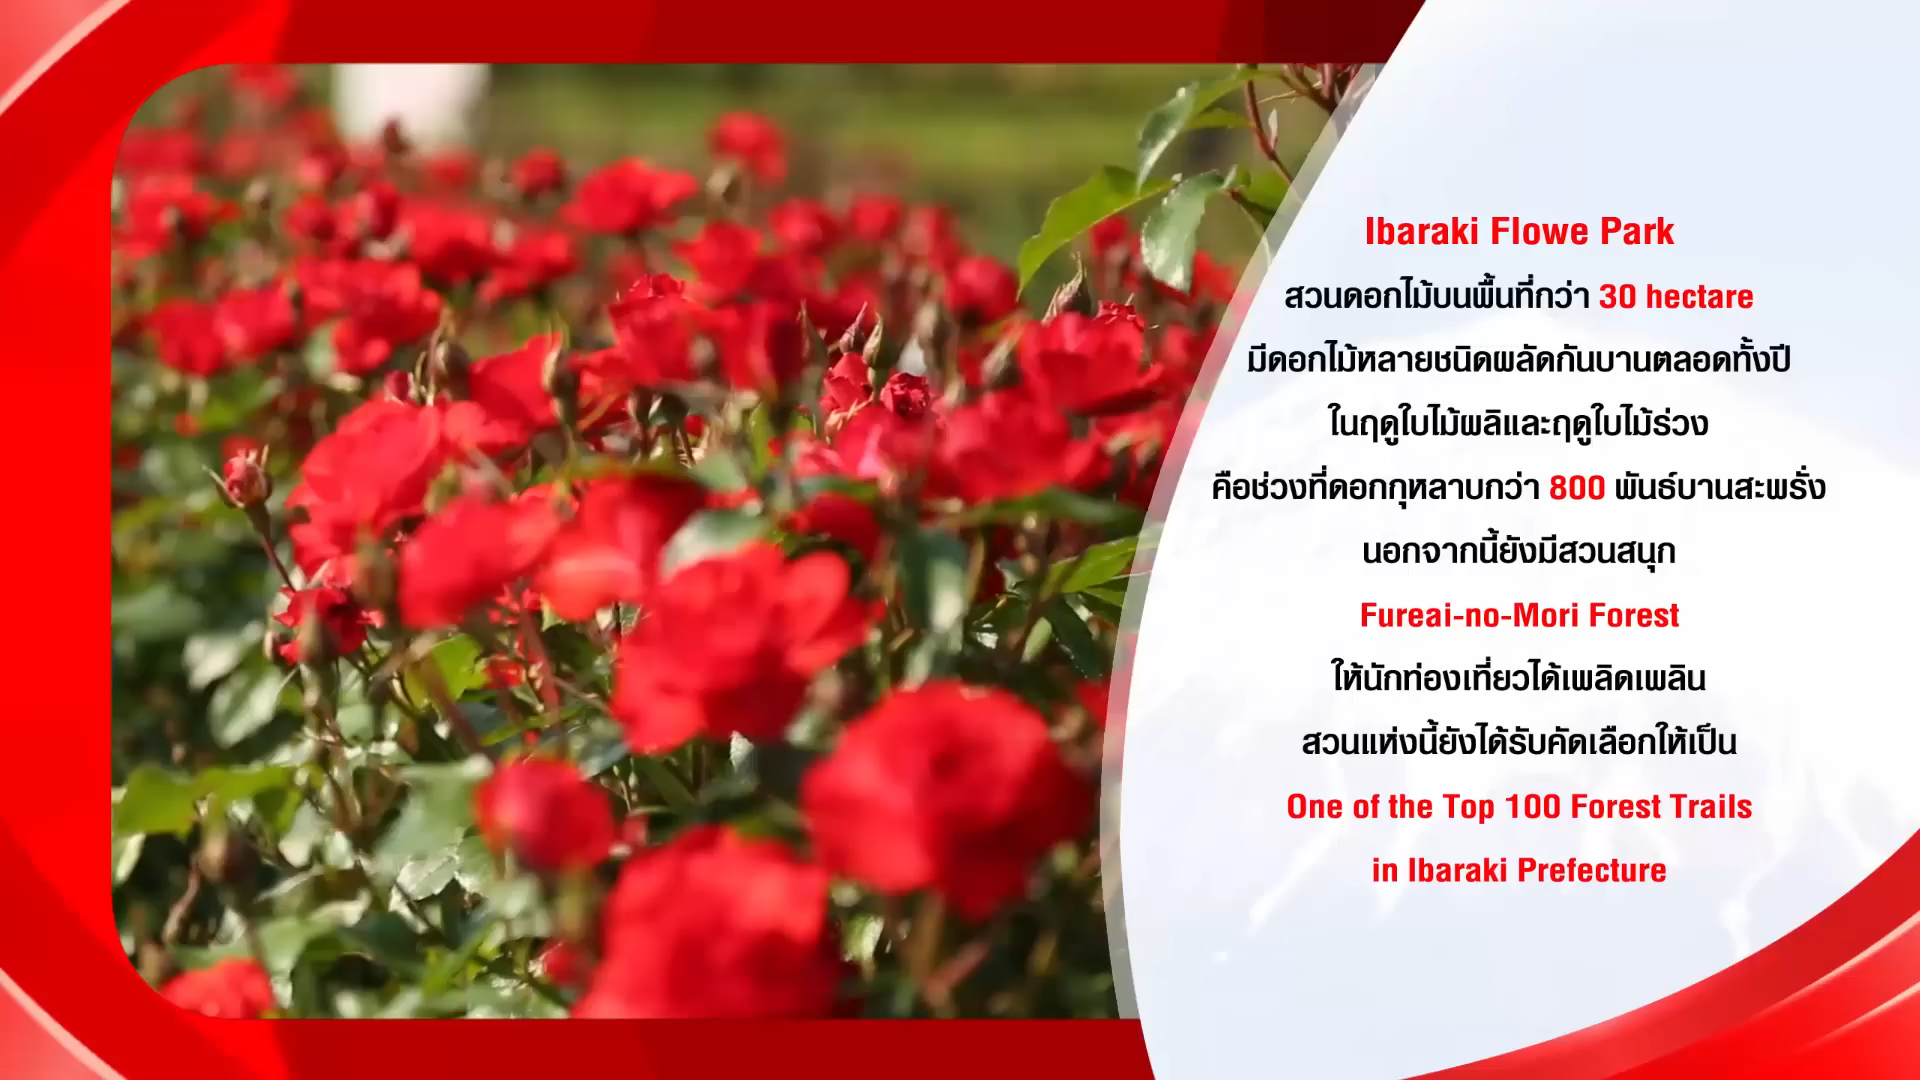 Ibaraki Flowe Park
สวนดอกไม้บนพื้นที่กว่า 30 hectare
มีดอกไม้หลายชนิดผลัดกันบานตลอดทั้งปี
ในฤดูใบไม้ผลิและฤดูใบไม้ร่วง
คือช่วงที่ดอกกุหลาบกว่า 800 พันธ์บานสะพรั่ง
นอกจากนี้ยังมีสวนสนุก
Fureai-no-Mori Forest
ให้นักท่องเที่ยวได้เพลิดเพลิน
สวนแห่งนี้ยังได้รับคัดเลือกให้เป็น
One of the Top 100 Forest Trails
in Ibaraki Prefecture